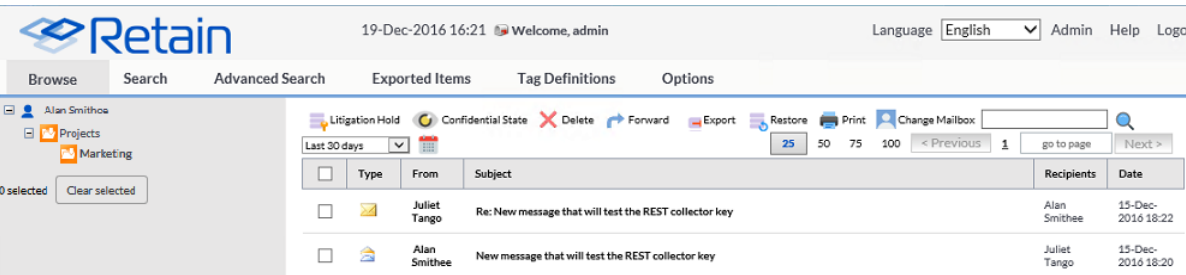 Retain
19-Dec-2016 16:21 Welcome, admin
Language English Admin Help Logo
Browse Search Advanced Search Exported Items Tag Definitions Options
Alan Smithee
Projects
Marketing
0 selected Clear selected
Litigation Hold Confidential State Delete Forward Export Restore Print Change Mailbox
Last 30 days 25 50 75 100 < Previous 1 go to page Next >
Type From Subject Recipients Date
Juliet Tango Re: New message that will test the REST collector key Alan Smithee 15-Dec-2016 18:22
Alan Smithee New message that will test the REST collector key Juliet Tango 15-Dec-2016 18:20